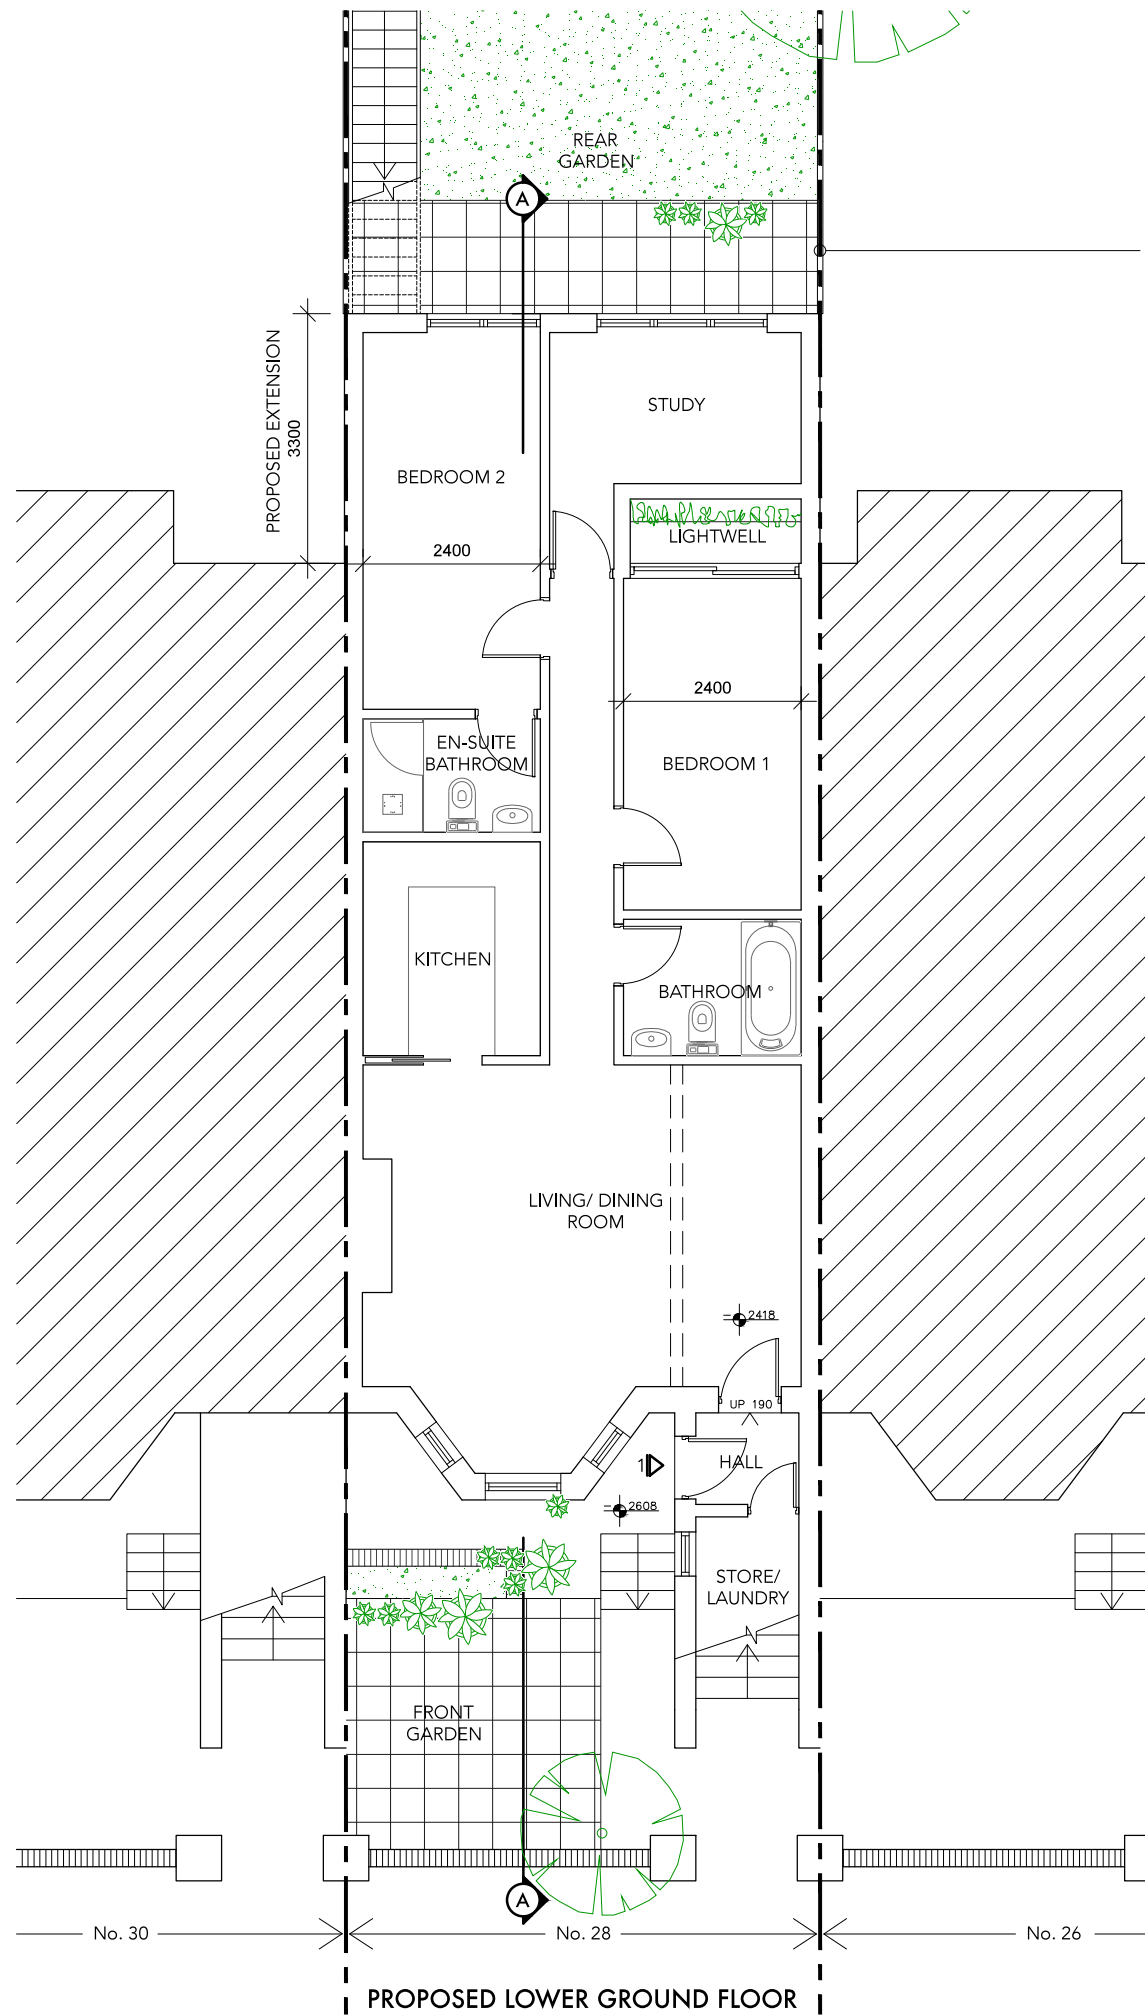 REAR
GARDEN
A
PROPOSED EXTENSION
3300
STUDY
BEDROOM 2
LIGHTWELL
2400
2400
EN-SUITE
BATHROOM
BEDROOM 1
KITCHEN
BATHROOM
LIVING/ DINING
ROOM
2418
UP 190
HALL
1
2608
STORE/
LAUNDRY
FRONT
GARDEN
A
No. 30
No. 28
No. 26
PROPOSED LOWER GROUND FLOOR